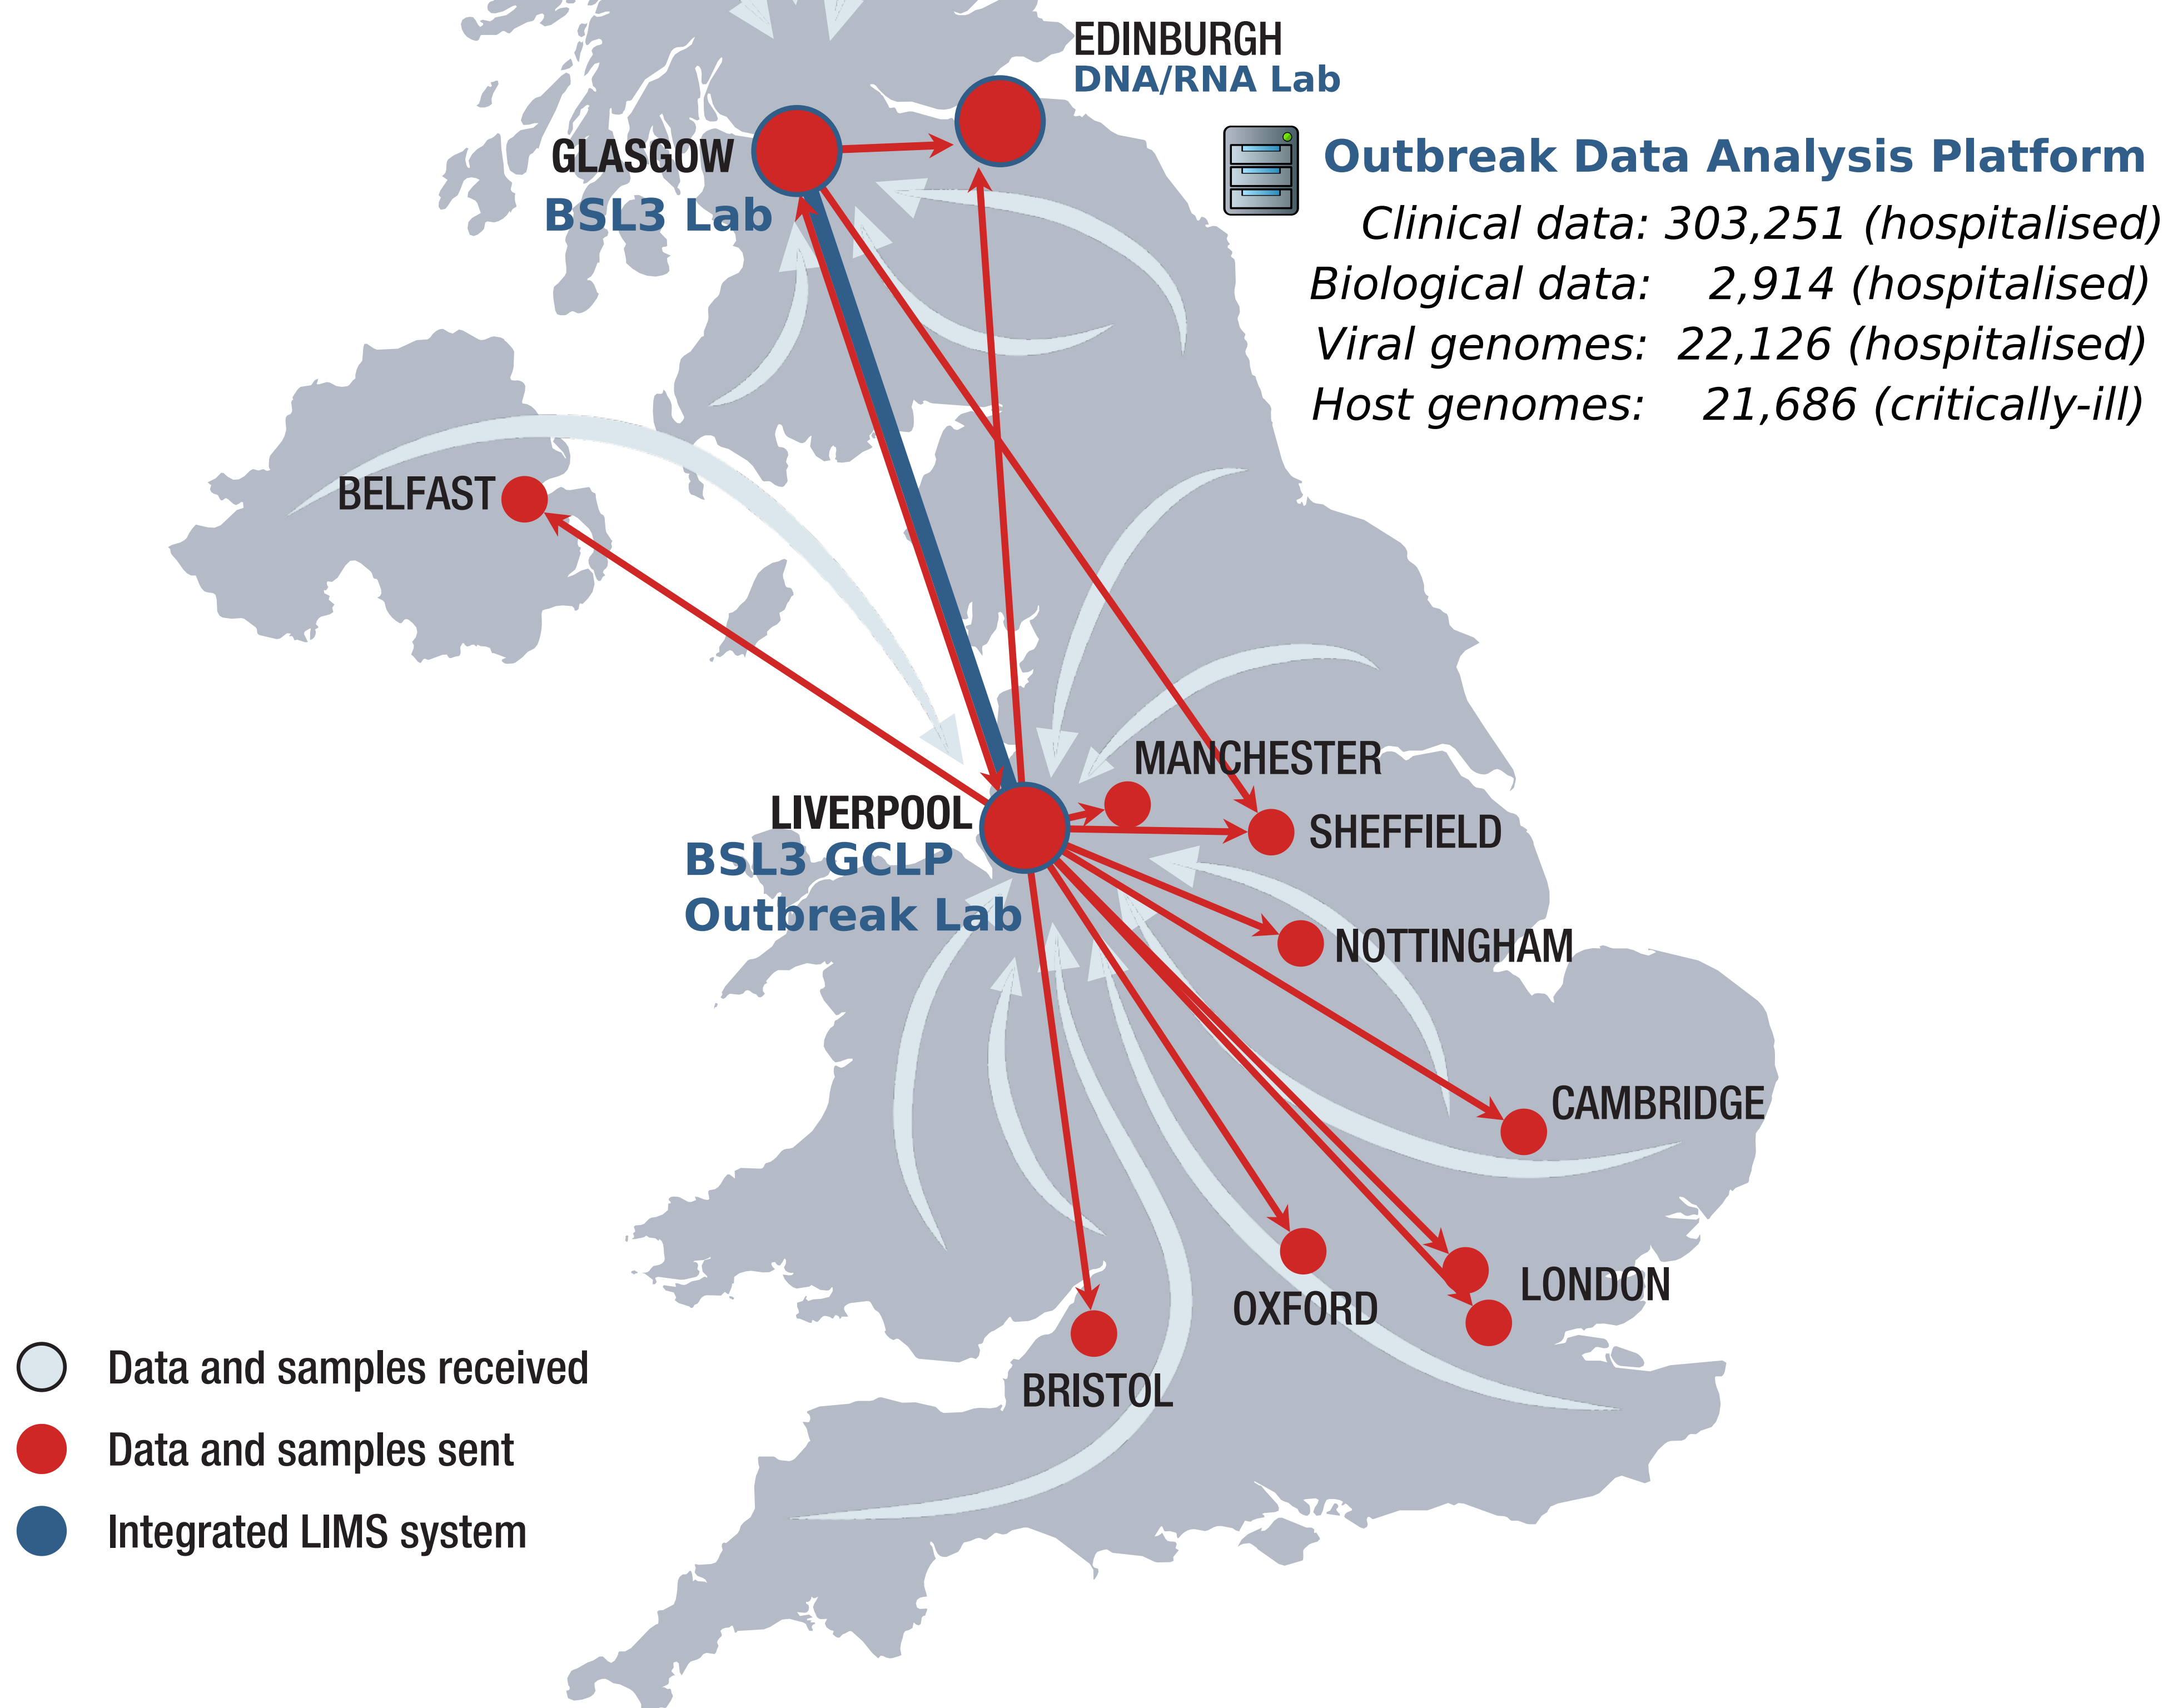 EDINBURGH
DNA/RNA Lab
GLASGOW
BSL3 Lab
Outbreak Data Analysis Platform
Clinical data: 303,251 (hospitalised)
Biological data: 2,914 (hospitalised)
Viral genomes: 22,126 (hospitalised)
Host genomes: 21,686 (critically-ill)
BELFAST
MANCHESTER
LIVERPOOL
BSL3 GCLP
Outbreak Lab
SHEFFIELD
NOTTINGHAM
CAMBRIDGE
LONDON
OXFORD
BRISTOL
Data and samples received
Data and samples sent
Integrated LIMS system